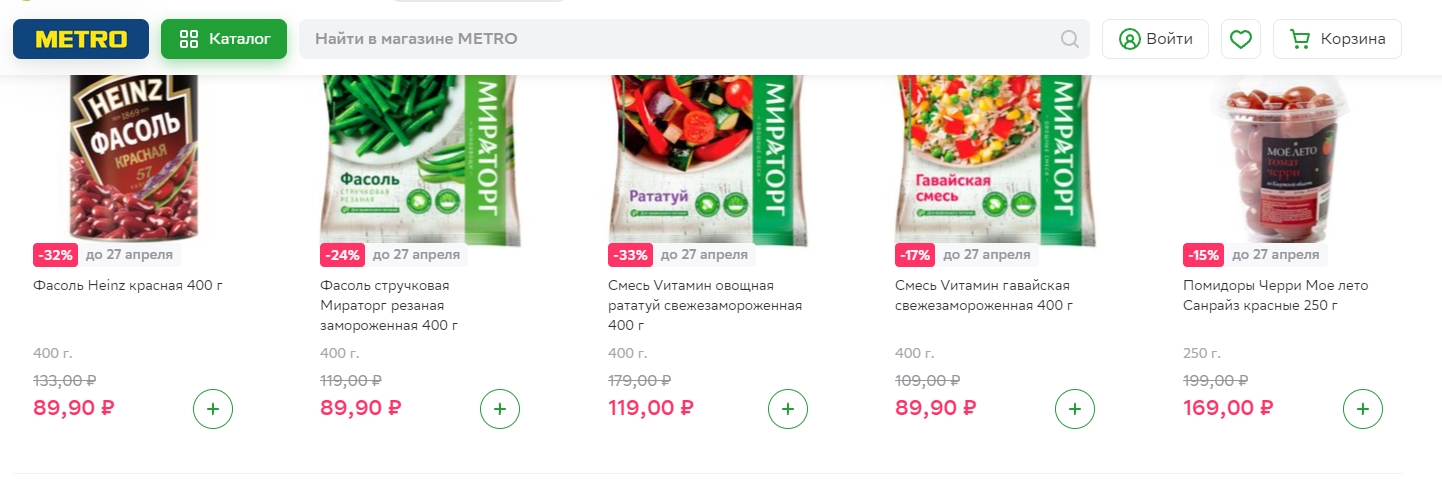 METRO
Каталог
Найти в магазине METRO
Войти
Корзина
HEINZ
1869
ФАСОЛЬ
КРАСНАЯ
57
МИРАТОРГ
Фасоль
СТРУЧКОВАЯ
РЕЗАНАЯ
МИРАТОРГ
Рататуй
МИРАТОРГ
Гавайская
смесь
МОЁ ЛЕТО
томат
черри
-32% до 27 апреля
-24% до 27 апреля
-33% до 27 апреля
-17% до 27 апреля
-15% до 27 апреля
Фасоль Heinz красная 400 г
400 г.
133,00 ₽
89,90 ₽
Фасоль стручковая
Мираторг резаная
замороженная 400 г
400 г.
119,00 ₽
89,90 ₽
Смесь Vитамин овощная
рататуй свежезамороженная
400 г
400 г.
179,00 ₽
119,00 ₽
Смесь Vитамин гавайская
свежезамороженная 400 г
400 г.
109,00 ₽
89,90 ₽
Помидоры Черри Мое лето
Санрайз красные 250 г
250 г.
199,00 ₽
169,00 ₽